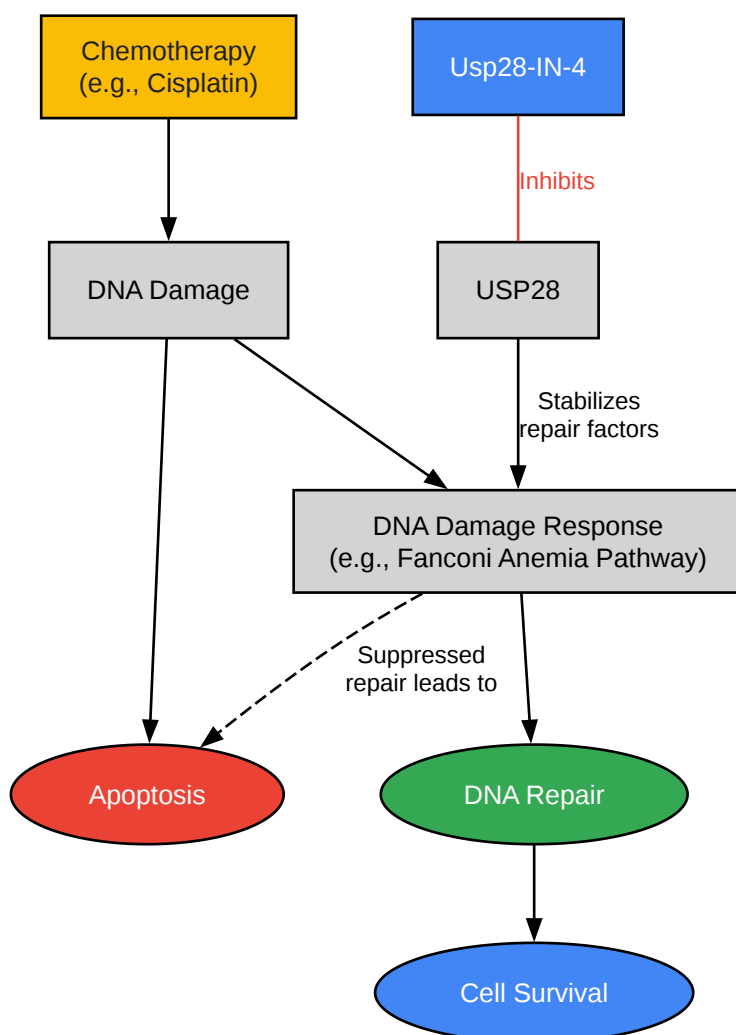 Chemotherapy
(e.g., Cisplatin)
Usp28-IN-4
Inhibits
DNA Damage
USP28
Stabilizes
repair factors
DNA Damage Response
(e.g., Fanconi Anemia Pathway)
Suppressed
repair leads to
Apoptosis
DNA Repair
Cell Survival